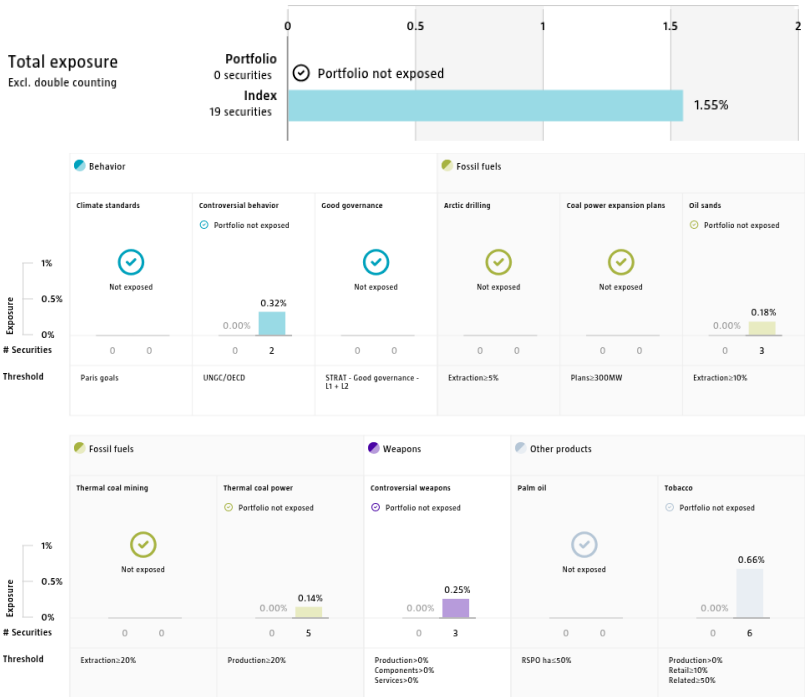 0 0.5 1 1.5 2
Total exposure
Excl. double counting
Portfolio
0 securities
Portfolio not exposed
Index
19 securities
1.55%
Behavior
Fossil fuels
Climate standards
Controversial behavior
Good governance
Arctic drilling
Coal power expansion plans
Oil sands
Portfolio not exposed
Portfolio not exposed
Not exposed
Not exposed
Not exposed
Not exposed
Exposure
1%
0.5%
0%
0.00%
0.32%
0.00%
0.18%
# Securities
0 0 0 2 0 0 0 0 0 0 0 3
Threshold
Paris goals
UNGC/OECD
STRAT - Good governance -
L1 + L2
Extraction≥5%
Plans≥300MW
Extraction≥10%
Fossil fuels
Weapons
Other products
Thermal coal mining
Thermal coal power
Controversial weapons
Palm oil
Tobacco
Portfolio not exposed
Portfolio not exposed
Portfolio not exposed
Not exposed
Not exposed
Exposure
1%
0.5%
0%
0.00%
0.14%
0.00%
0.25%
0.00%
0.66%
# Securities
0 0 0 5 0 3 0 0 0 6
Threshold
Extraction≥20%
Production≥20%
Production>0%
Components>0%
Services>0%
RSPO ha≤50%
Production>0%
Retail≥10%
Related≥50%